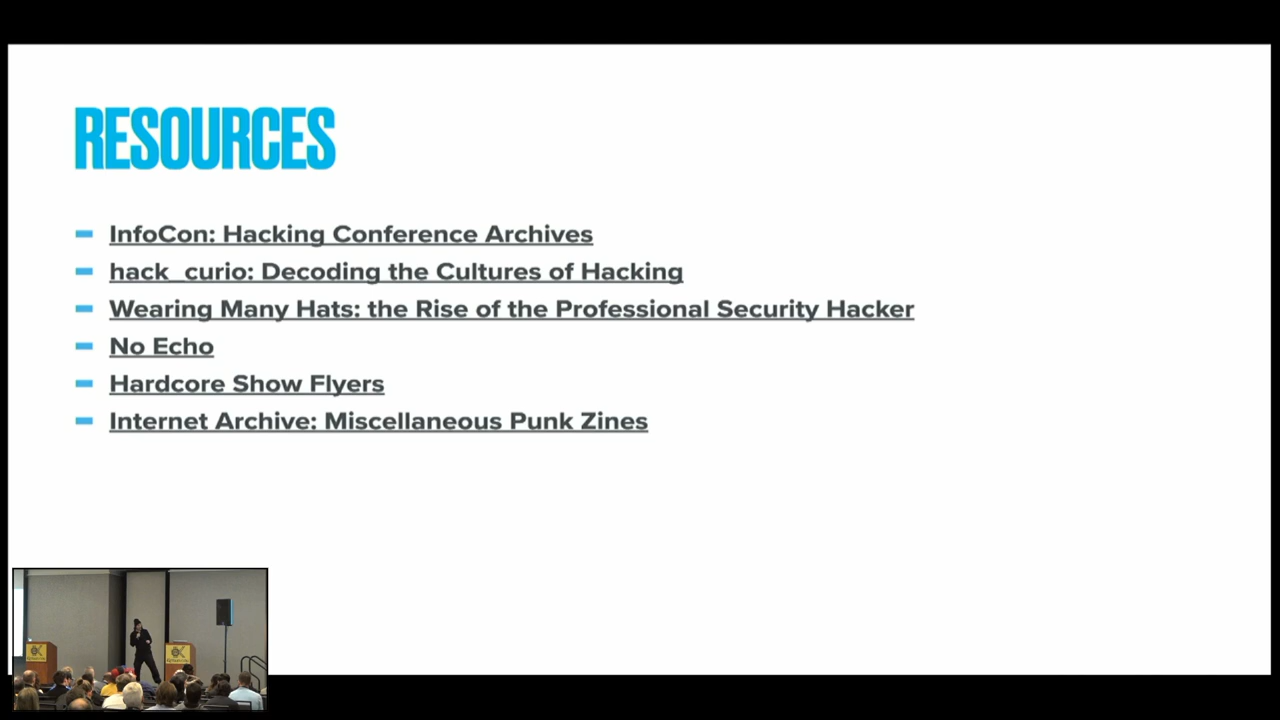 RESOURCES
InfoCon: Hacking Conference Archives
hack_curio: Decoding the Cultures of Hacking
Wearing Many Hats: the Rise of the Professional Security Hacker
No Echo
Hardcore Show Flyers
Internet Archive: Miscellaneous Punk Zines